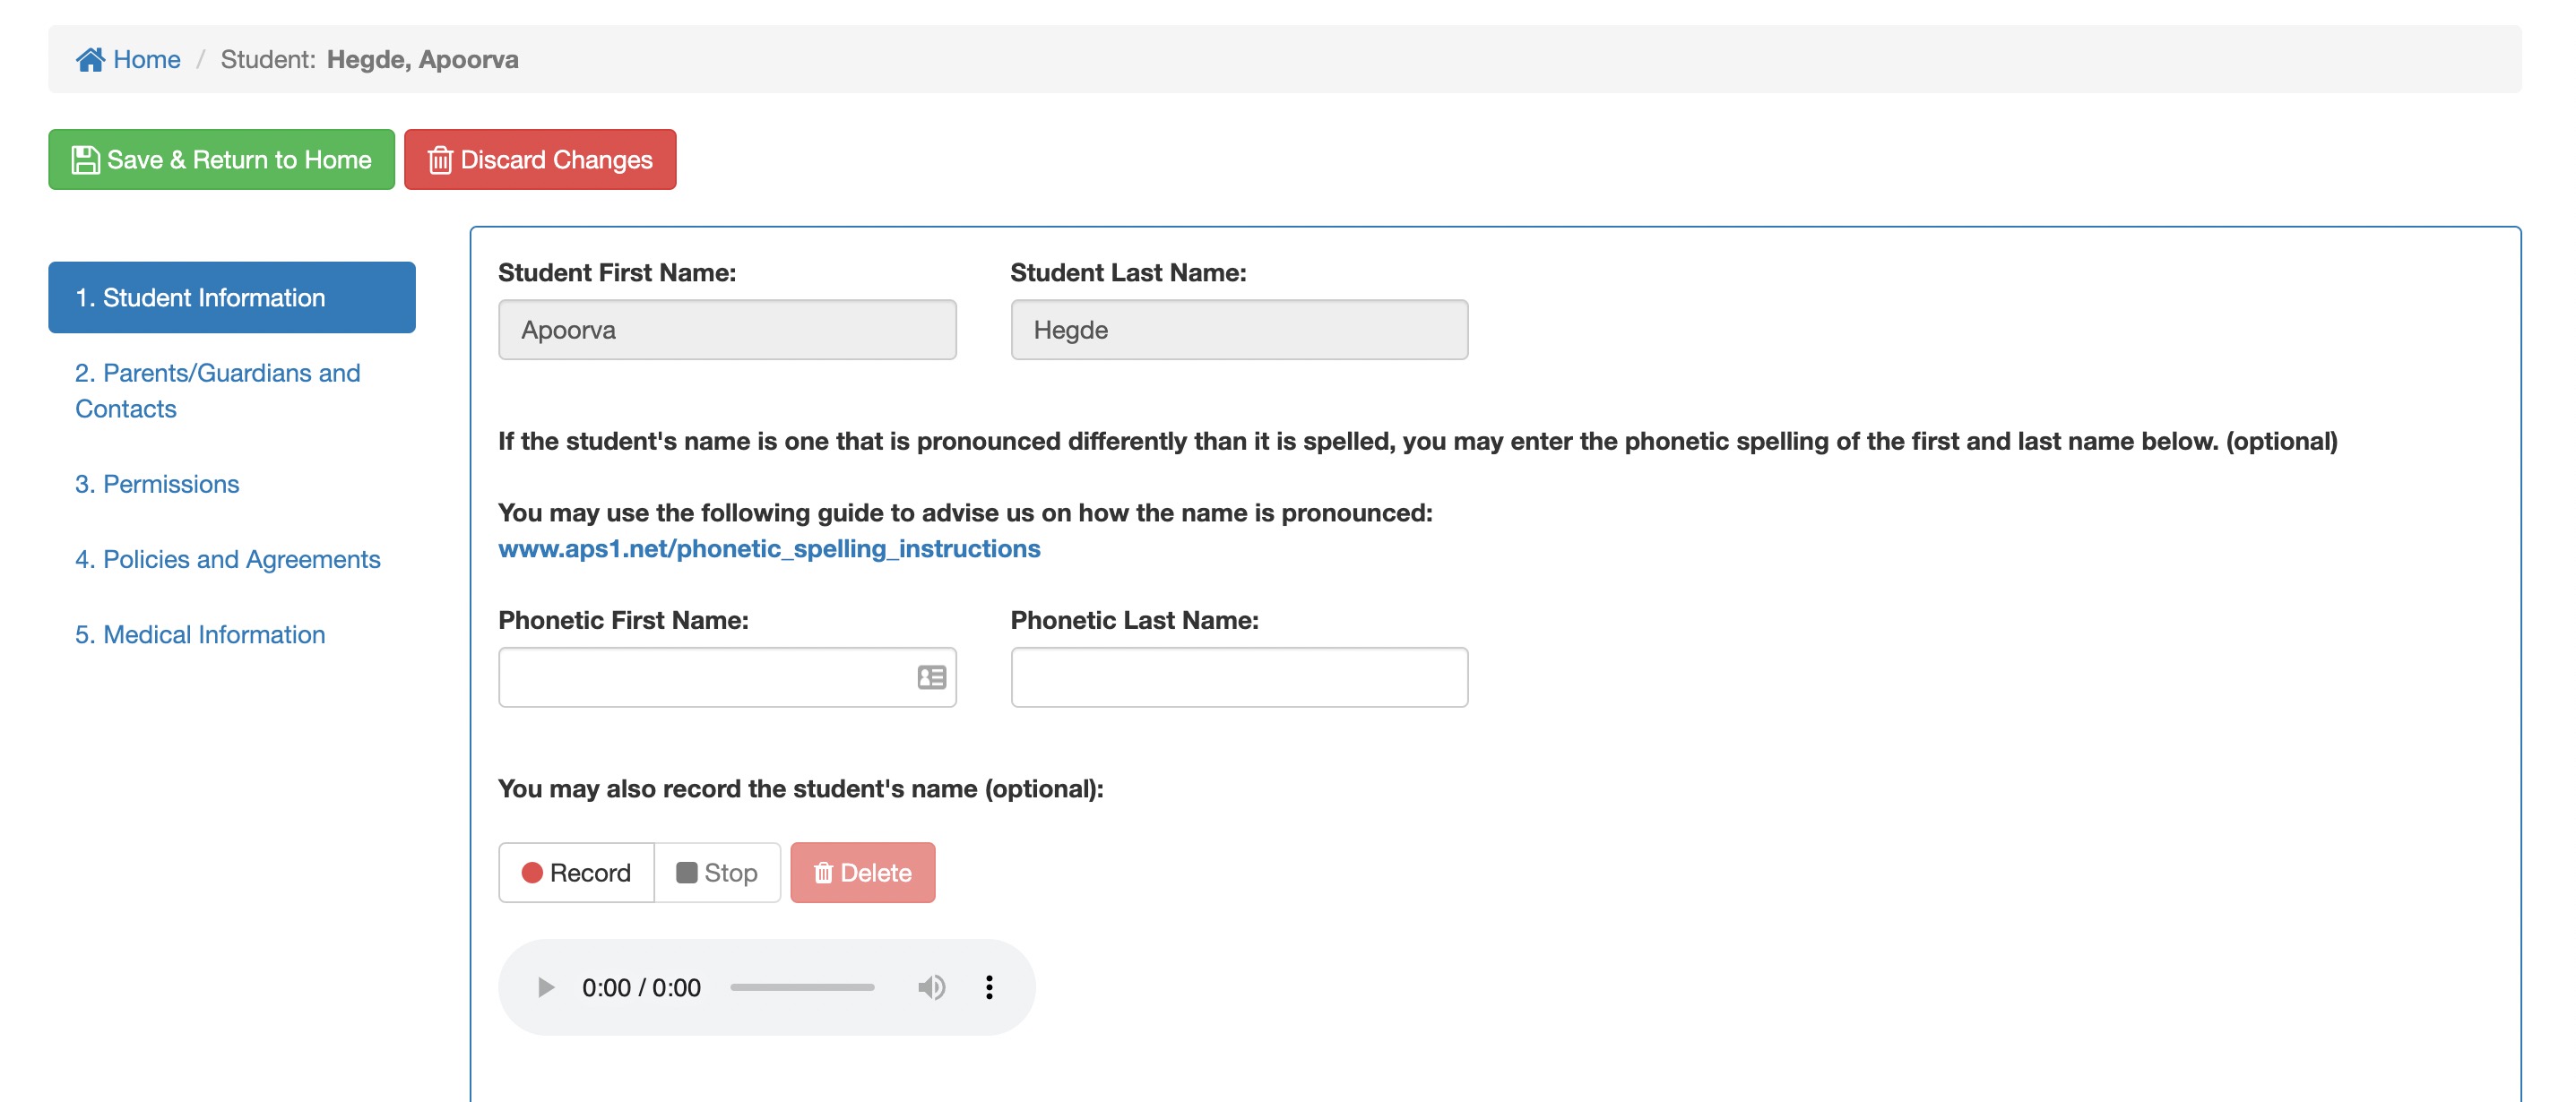 Home / Student: Hegde, Apoorva
Save & Return to Home Discard Changes
1. Student Information
2. Parents/Guardians and
Contacts
3. Permissions
4. Policies and Agreements
5. Medical Information
Student First Name: Student Last Name:
Apoorva Hegde
If the student's name is one that is pronounced differently than it is spelled, you may enter the phonetic spelling of the first and last name below. (optional)
You may use the following guide to advise us on how the name is pronounced:
www.aps1.net/phonetic_spelling_instructions
Phonetic First Name: Phonetic Last Name:
You may also record the student's name (optional):
Record Stop Delete
0:00 / 0:00